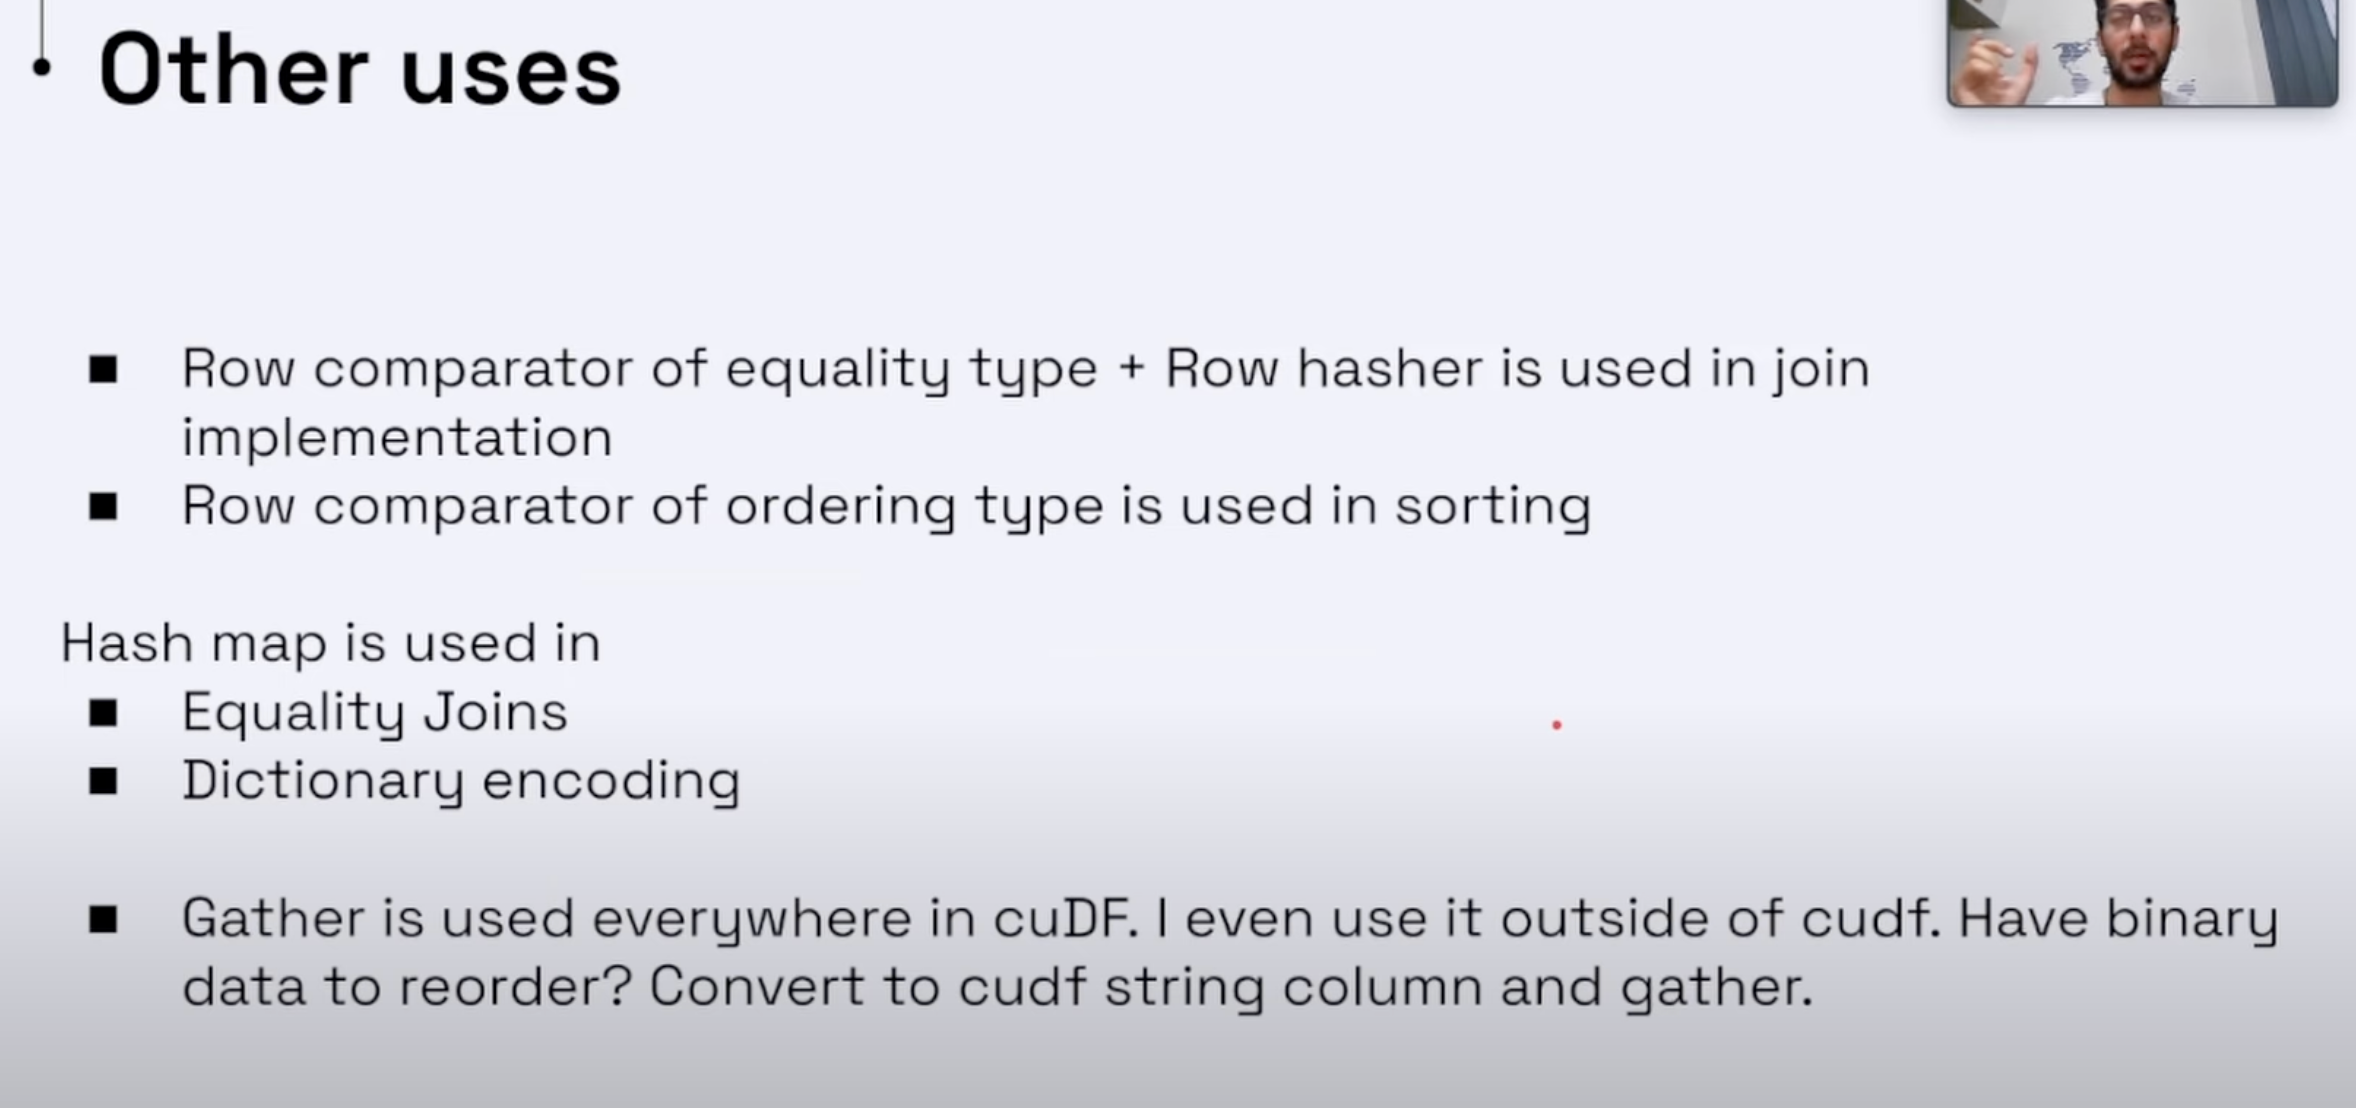 Other uses
■ Row comparator of equality type + Row hasher is used in join
implementation
■ Row comparator of ordering type is used in sorting
Hash map is used in
■ Equality Joins
■ Dictionary encoding
■ Gather is used everywhere in cuDF. I even use it outside of cudf. Have binary
data to reorder? Convert to cudf string column and gather.